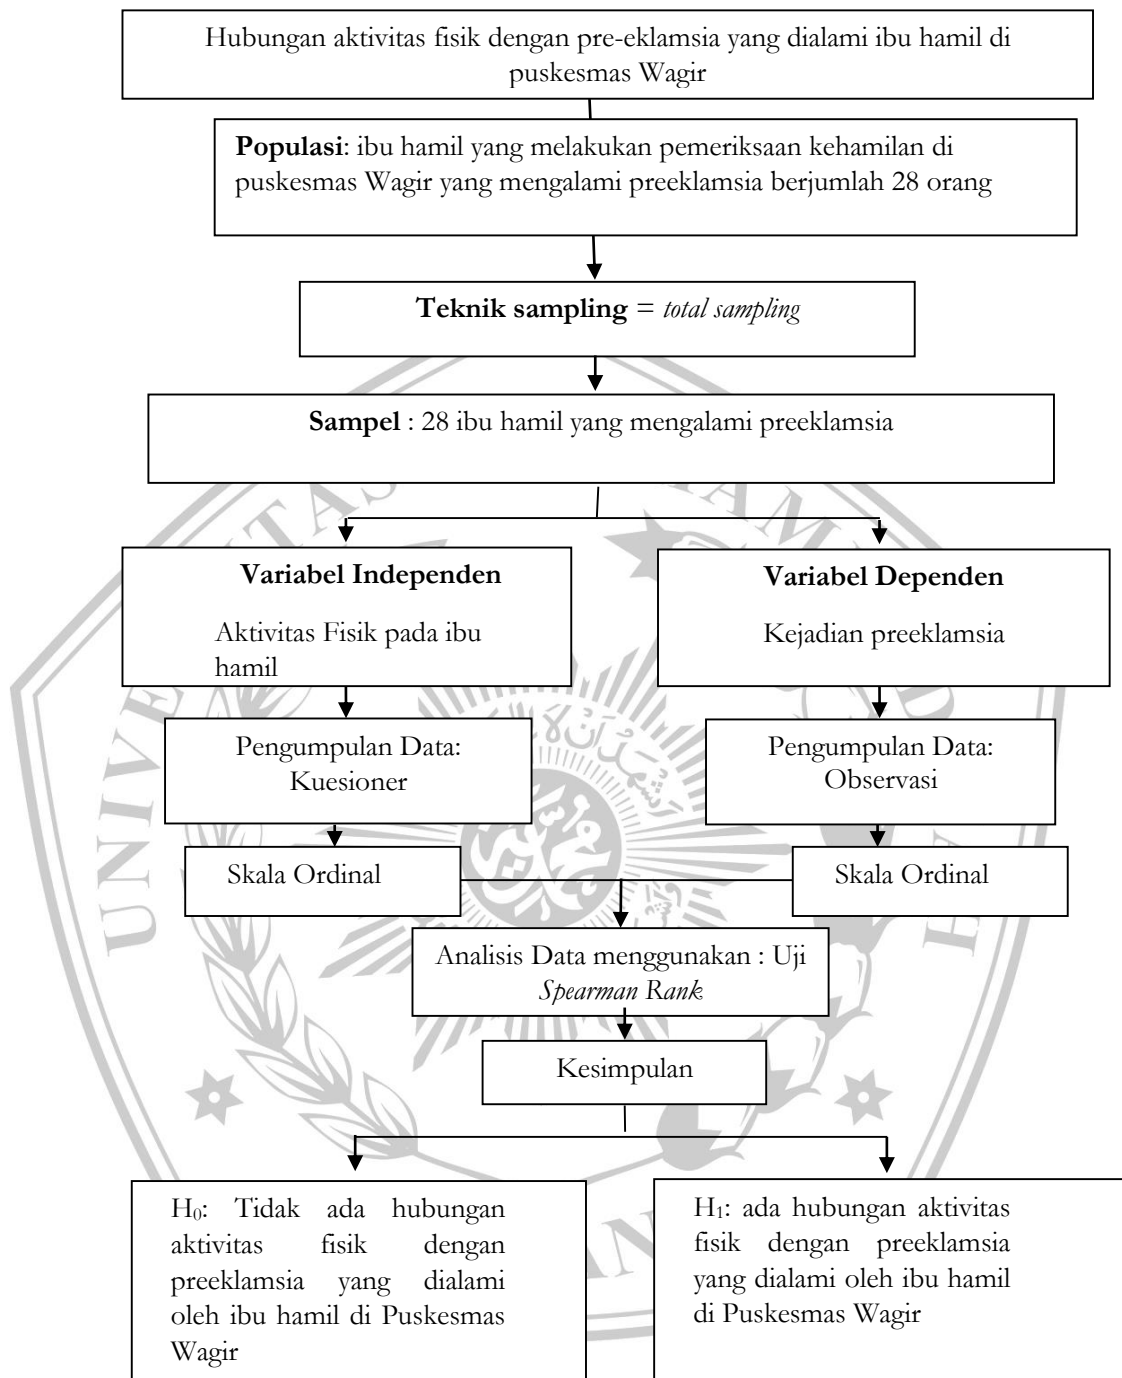 Hubungan aktivitas fisik dengan pre-eklamsia yang dialami ibu hamil di
puskesmas Wagir
Populasi: ibu hamil yang melakukan pemeriksaan kehamilan di
puskesmas Wagir yang mengalami preeklamsia berjumlah 28 orang
Teknik sampling = total sampling
Sampel : 28 ibu hamil yang mengalami preeklamsia
Variabel Independen
Aktivitas Fisik pada ibu
hamil
Variabel Dependen
Kejadian preeklamsia
Pengumpulan Data:
Kuesioner
Pengumpulan Data:
Observasi
Skala Ordinal
Skala Ordinal
Analisis Data menggunakan : Uji
Spearman Rank
Kesimpulan
H₀: Tidak ada hubungan
aktivitas fisik dengan
preeklamsia yang dialami
oleh ibu hamil di Puskesmas
Wagir
H₁: ada hubungan aktivitas
fisik dengan preeklamsia
yang dialami oleh ibu hamil
di Puskesmas Wagir